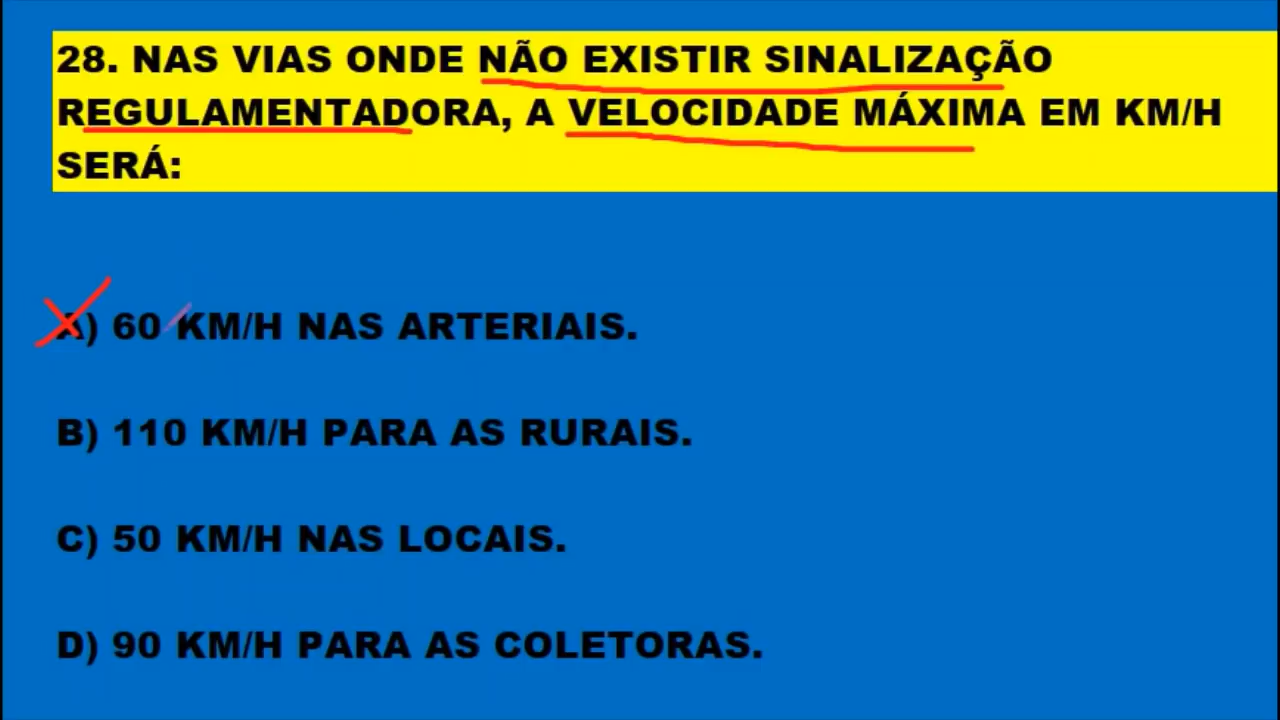 28. NAS VIAS ONDE NÃO EXISTIR SINALIZAÇÃO
REGULAMENTADORA, A VELOCIDADE MÁXIMA EM KM/H
SERÁ:
A) 60 KM/H NAS ARTERIAIS.
B) 110 KM/H PARA AS RURAIS.
C) 50 KM/H NAS LOCAIS.
D) 90 KM/H PARA AS COLETORAS.